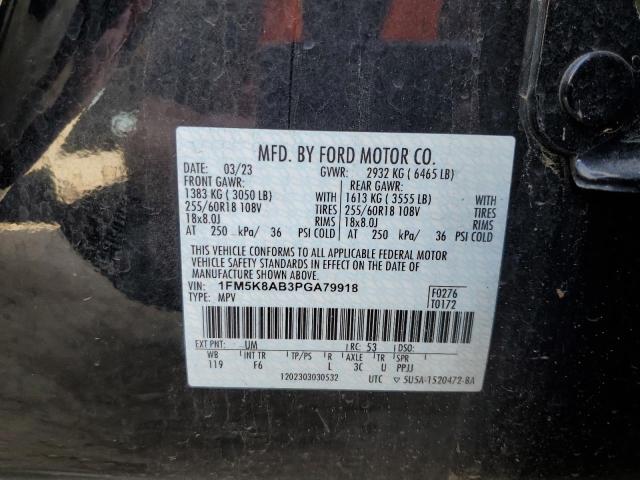 MFD. BY FORD MOTOR CO.
DATE: 03/23 GVWR: 2932 KG ( 6465 LB)
FRONT GAWR: REAR GAWR:
1383 KG ( 3050 LB) WITH 1613 KG ( 3555 LB) WITH
255/60R18 108V TIRES 255/60R18 108V TIRES
18x8.0J RIMS 18x8.0J RIMS
AT 250 kPa/ 36 PSI COLD AT 250 kPa/ 36 PSI COLD
THIS VEHICLE CONFORMS TO ALL APPLICABLE FEDERAL MOTOR
VEHICLE SAFETY STANDARDS IN EFFECT ON THE DATE OF
MANUFACTURE SHOWN ABOVE.
VIN: 1FM5K8AB3PGA79918 F0276
TYPE: MPV T0172
EXT PNT: UM RC: 53 DSO:
WB INT TR TP/PS R AXLE TR SPR
119 F6 L 3C U PPJJ
1202303030532 UTC ▽ 5U5A-1520472-BA